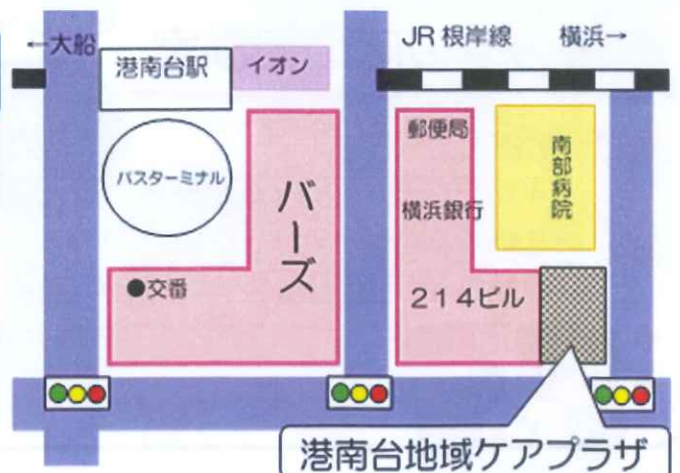 ←大船
JR 根岸線
横浜→
港南台駅
イオン
バスターミナル
バーズ
●交番
郵便局
横浜銀行
南部病院
214ビル
港南台地域ケアプラザ